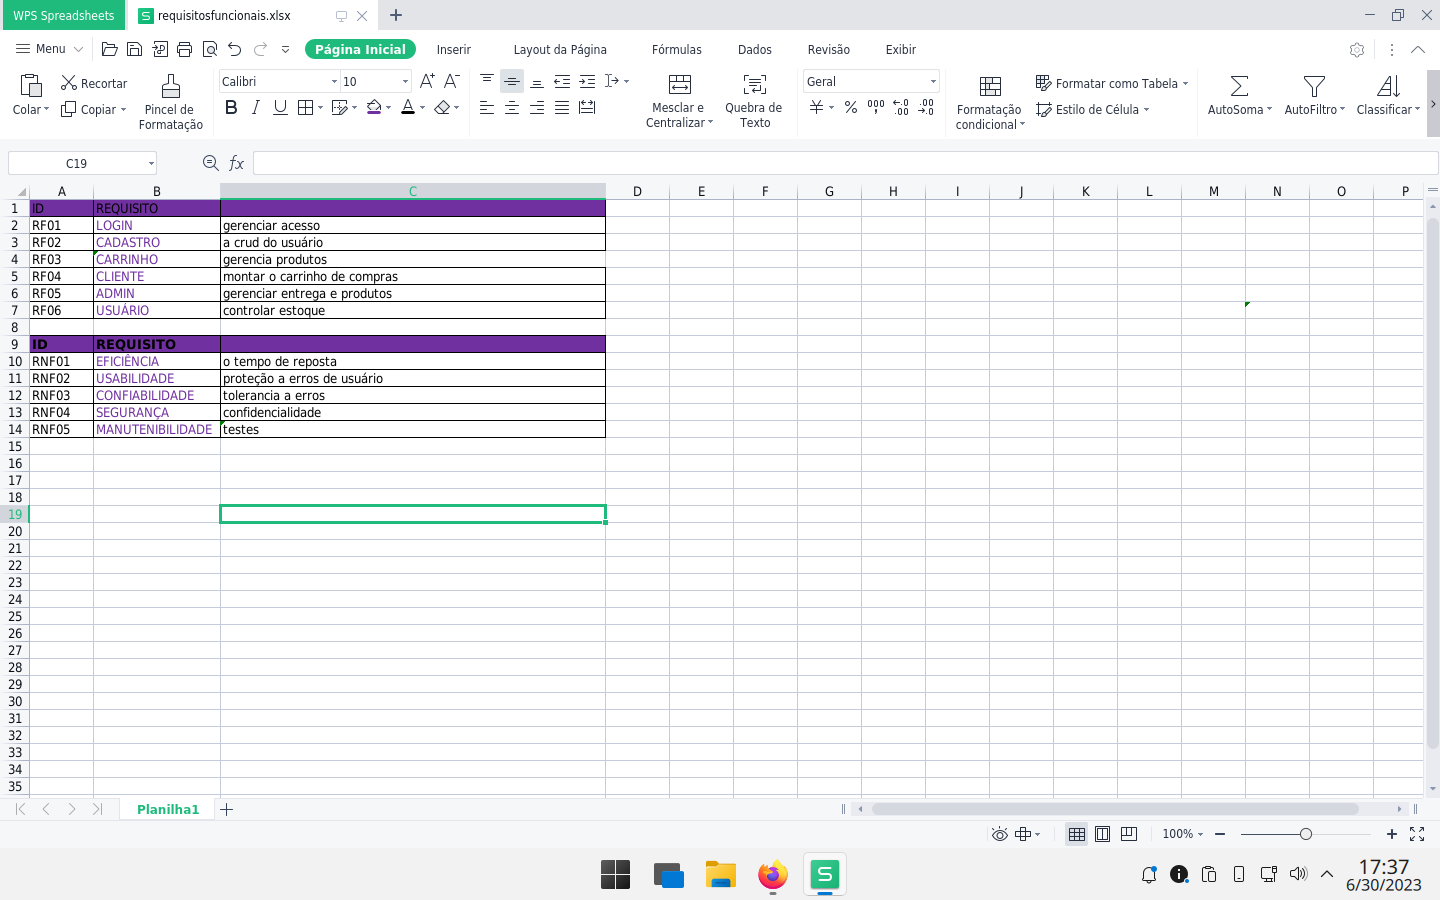 WPS Spreadsheets requisitosfuncionais.xlsx
Menu Página Inicial Inserir Layout da Página Fórmulas Dados Revisão Exibir
Colar Recortar Copiar Pincel de Formatação Calibri 10 Mesclar e Centralizar Quebra de Texto Geral Formatação condicional Formatar como Tabela Estilo de Célula AutoSoma AutoFiltro Classificar
C19 fx
A B C D E F G H I J K L M N O P
1 ID REQUISITO
2 RF01 LOGIN gerenciar acesso
3 RF02 CADASTRO a crud do usuário
4 RF03 CARRINHO gerencia produtos
5 RF04 CLIENTE montar o carrinho de compras
6 RF05 ADMIN gerenciar entrega e produtos
7 RF06 USUÁRIO controlar estoque
8
9 ID REQUISITO
10 RNF01 EFICIÊNCIA o tempo de reposta
11 RNF02 USABILIDADE proteção a erros de usuário
12 RNF03 CONFIABILIDADE tolerancia a erros
13 RNF04 SEGURANÇA confidencialidade
14 RNF05 MANUTENIBILIDADE testes
15
16
17
18
19
20
21
22
23
24
25
26
27
28
29
30
31
32
33
34
35
Planilha1
100%
17:37
6/30/2023